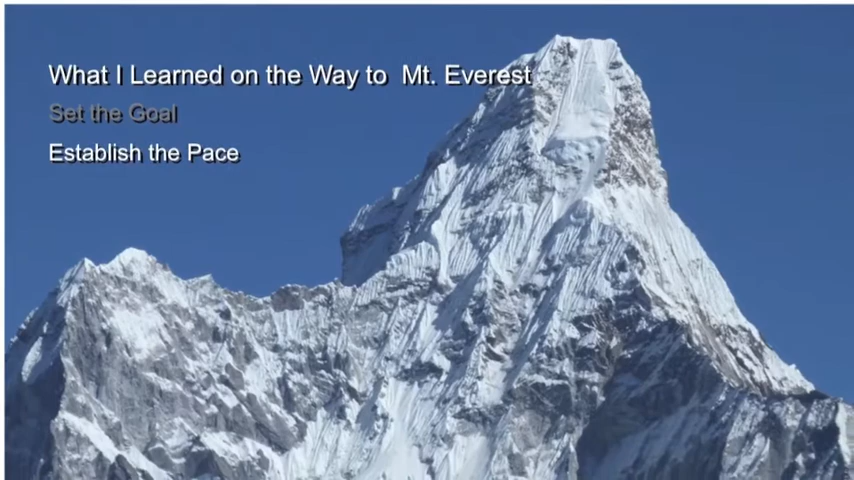 What I Learned on the Way to  Mt. Everest
Set the Goal
Establish the Pace